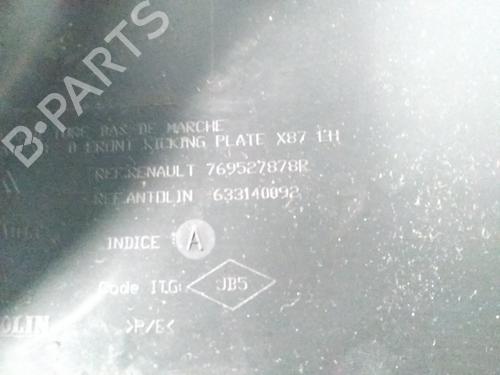 B-PARTS
BAS DE MARCHE
FRONT KICKING PLATE X87 LH
REF.RENAULT 769527878R
REF.ANTOLIN 633140092
INDICE : A
Code ITG: JB5
OLIN >P/E<